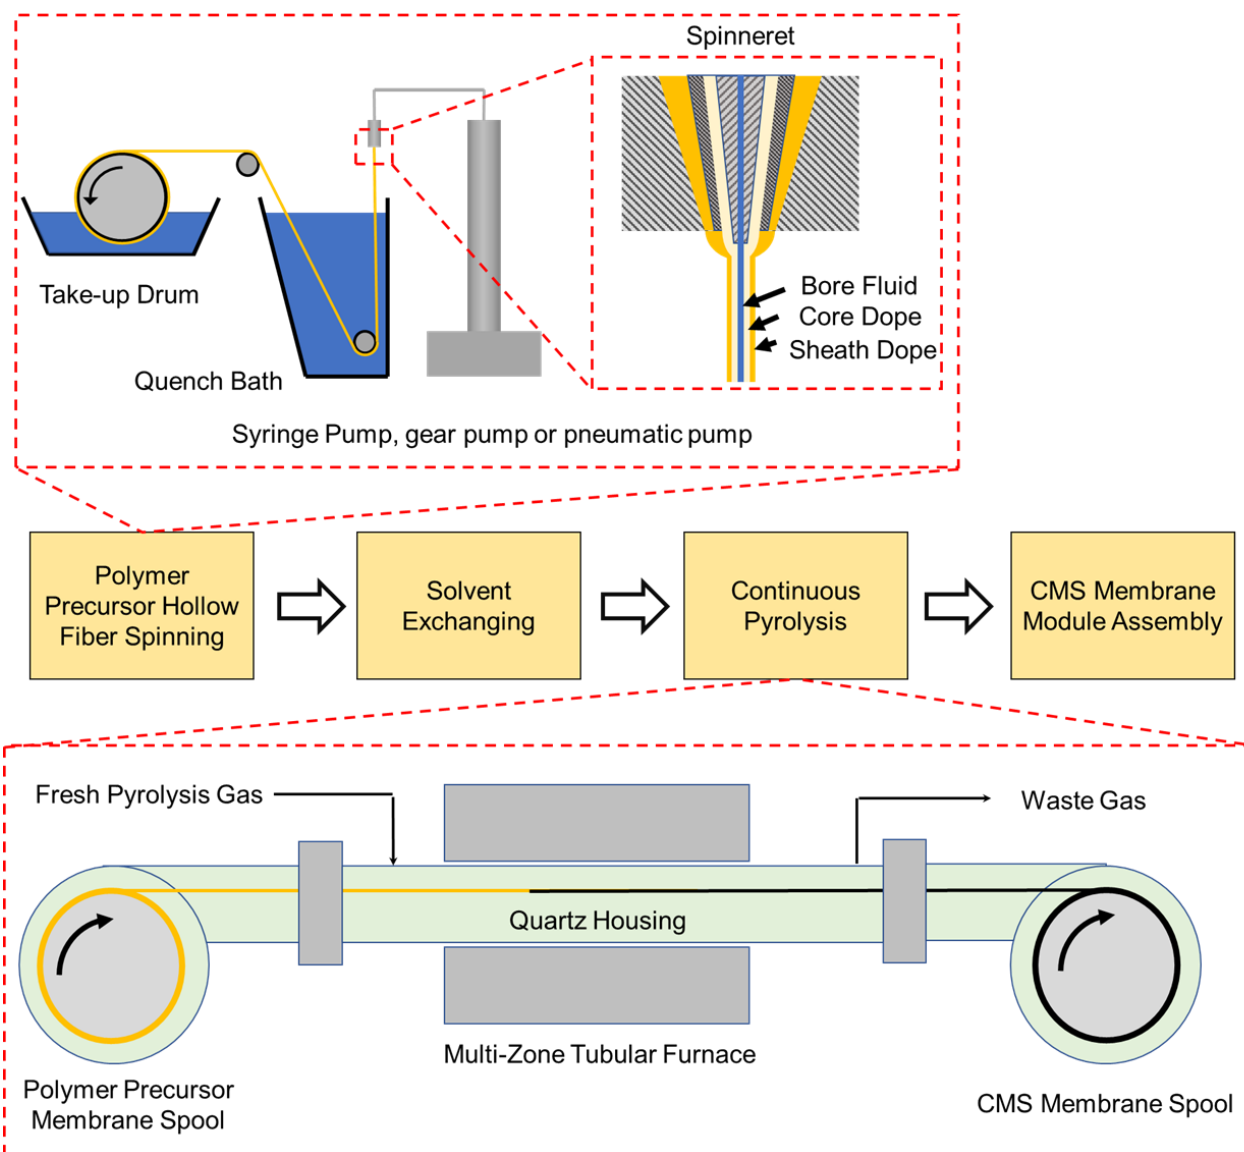 Spinneret
Take-up Drum
Quench Bath
Bore Fluid
Core Dope
Sheath Dope
Syringe Pump, gear pump or pneumatic pump
Polymer
Precursor Hollow
Fiber Spinning
Solvent
Exchanging
Continuous
Pyrolysis
CMS Membrane
Module Assembly
Fresh Pyrolysis Gas
Waste Gas
Quartz Housing
Multi-Zone Tubular Furnace
Polymer Precursor
Membrane Spool
CMS Membrane Spool